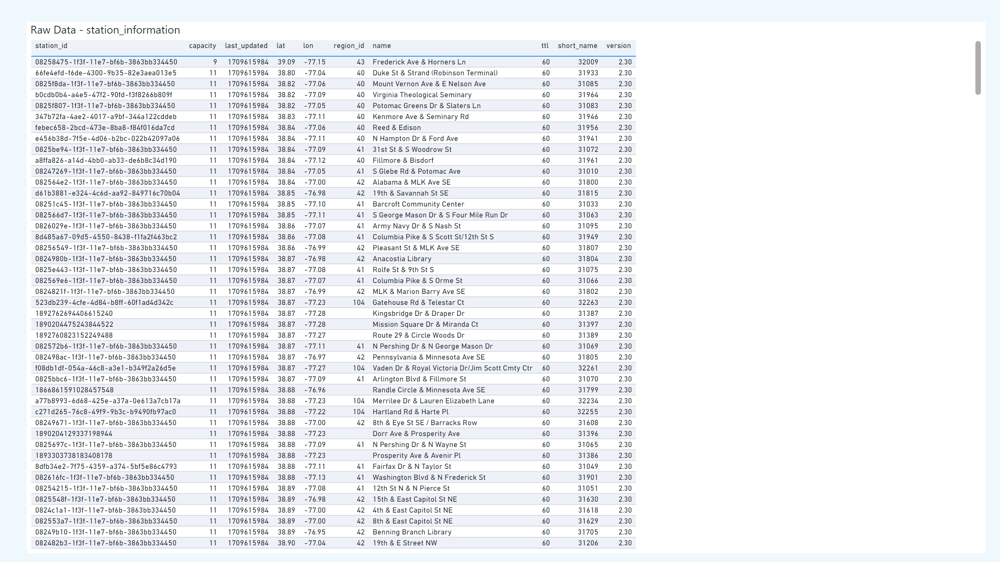 Raw Data - station_information
station_id capacity last_updated lat lon region_id name ttl short_name version
08258475-1f3f-11e7-bf6b-3863bb334450 9 1709615984 39.09 -77.15 43 Frederick Ave & Horners Ln 60 32009 2.30
66fe4efd-f6de-4300-9b35-82e3aea013e5 11 1709615984 38.80 -77.04 40 Duke St & Strand (Robinson Terminal) 60 31933 2.30
0825f8da-1f3f-11e7-bf6b-3863bb334450 11 1709615984 38.82 -77.06 40 Mount Vernon Ave & E Nelson Ave 60 31085 2.30
b0cdb0b4-a4e5-47f2-90fd-f3f8266b809f 11 1709615984 38.82 -77.09 40 Virginia Theological Seminary 60 31964 2.30
0825f807-1f3f-11e7-bf6b-3863bb334450 11 1709615984 38.82 -77.05 40 Potomac Greens Dr & Slaters Ln 60 31083 2.30
347b72fa-4ae2-4017-a9bf-344a122cddeb 11 1709615984 38.83 -77.11 40 Kenmore Ave & Seminary Rd 60 31946 2.30
febec658-2bcd-473e-8ba8-f84f016da7cd 11 1709615984 38.84 -77.06 40 Reed & Edison 60 31956 2.30
e456b38d-7f5e-4d06-b2bc-022b42097a06 11 1709615984 38.84 -77.11 40 N Hampton Dr & Ford Ave 60 31941 2.30
0825be94-1f3f-11e7-bf6b-3863bb334450 11 1709615984 38.84 -77.09 41 31st St & S Woodrow St 60 31072 2.30
a8ffa826-a14d-4bb0-ab33-de6b8c34d190 11 1709615984 38.84 -77.12 40 Fillmore & Bisdorf 60 31961 2.30
08247269-1f3f-11e7-bf6b-3863bb334450 11 1709615984 38.84 -77.05 41 S Glebe Rd & Potomac Ave 60 31010 2.30
082564e2-1f3f-11e7-bf6b-3863bb334450 11 1709615984 38.84 -77.00 42 Alabama & MLK Ave SE 60 31800 2.30
d61b3881-e324-4c6d-aa92-849716c70b04 11 1709615984 38.85 -76.98 42 19th & Savannah St SE 60 31815 2.30
08251c45-1f3f-11e7-bf6b-3863bb334450 11 1709615984 38.85 -77.10 41 Barcroft Community Center 60 31033 2.30
082566d7-1f3f-11e7-bf6b-3863bb334450 11 1709615984 38.85 -77.11 41 S George Mason Dr & S Four Mile Run Dr 60 31063 2.30
0826029e-1f3f-11e7-bf6b-3863bb334450 11 1709615984 38.86 -77.07 41 Army Navy Dr & S Nash St 60 31095 2.30
8d485a67-09d5-4550-8438-f1fa2f463bc2 11 1709615984 38.86 -77.08 41 Columbia Pike & S Scott St/12th St S 60 31949 2.30
08256549-1f3f-11e7-bf6b-3863bb334450 11 1709615984 38.86 -76.99 42 Pleasant St & MLK Ave SE 60 31807 2.30
0824980b-1f3f-11e7-bf6b-3863bb334450 11 1709615984 38.87 -76.98 42 Anacostia Library 60 31804 2.30
0825e443-1f3f-11e7-bf6b-3863bb334450 11 1709615984 38.87 -77.08 41 Rolfe St & 9th St S 60 31075 2.30
082569e6-1f3f-11e7-bf6b-3863bb334450 11 1709615984 38.87 -77.07 41 Columbia Pike & S Orme St 60 31066 2.30
0824821f-1f3f-11e7-bf6b-3863bb334450 11 1709615984 38.87 -76.99 42 MLK & Marion Barry Ave SE 60 31802 2.30
523db239-4cfe-4d84-b8ff-60f1ad4d342c 11 1709615984 38.87 -77.23 104 Gatehouse Rd & Telestar Ct 60 32263 2.30
1892762694406615240 11 1709615984 38.87 -77.28 Kingsbridge Dr & Draper Dr 60 31387 2.30
1890204475243844522 11 1709615984 38.87 -77.28 Mission Square Dr & Miranda Ct 60 31397 2.30
1892760823152249488 11 1709615984 38.87 -77.27 Route 29 & Circle Woods Dr 60 31389 2.30
082572b6-1f3f-11e7-bf6b-3863bb334450 11 1709615984 38.87 -77.11 41 N Pershing Dr & N George Mason Dr 60 31069 2.30
082498ac-1f3f-11e7-bf6b-3863bb334450 11 1709615984 38.87 -76.97 42 Pennsylvania & Minnesota Ave SE 60 31805 2.30
f08db1df-054a-46c8-a3e1-b349f2a26d5e 11 1709615984 38.87 -77.27 104 Vaden Dr & Royal Victoria Dr/Jim Scott Cmty Ctr 60 32261 2.30
0825bbc6-1f3f-11e7-bf6b-3863bb334450 11 1709615984 38.87 -77.09 41 Arlington Blvd & Fillmore St 60 31070 2.30
1866861591028457548 11 1709615984 38.88 -76.96 Randle Circle & Minnesota Ave SE 60 31799 2.30
a77b8993-6d68-425e-a37a-0e613a7cb17a 11 1709615984 38.88 -77.23 104 Merrilee Dr & Lauren Elizabeth Lane 60 32234 2.30
c271d265-76c8-49f9-9b3c-b9490fb97ac0 11 1709615984 38.88 -77.22 104 Hartland Rd & Harte Pl 60 32255 2.30
08249671-1f3f-11e7-bf6b-3863bb334450 11 1709615984 38.88 -77.00 42 8th & Eye St SE / Barracks Row 60 31608 2.30
1890204129337198944 11 1709615984 38.88 -77.23 Dorr Ave & Prosperity Ave 60 31396 2.30
0825697c-1f3f-11e7-bf6b-3863bb334450 11 1709615984 38.88 -77.09 41 N Pershing Dr & N Wayne St 60 31065 2.30
1893303738183408178 11 1709615984 38.88 -77.23 Prosperity Ave & Avenir Pl 60 31386 2.30
8dfb34e2-7f75-4359-a374-5bf5e86c4793 11 1709615984 38.88 -77.11 41 Fairfax Dr & N Taylor St 60 31049 2.30
082616fc-1f3f-11e7-bf6b-3863bb334450 11 1709615984 38.88 -77.13 41 Washington Blvd & N Frederick St 60 31901 2.30
08254215-1f3f-11e7-bf6b-3863bb334450 11 1709615984 38.89 -77.08 41 12th St N & N Pierce St 60 31051 2.30
0825548f-1f3f-11e7-bf6b-3863bb334450 11 1709615984 38.89 -76.98 42 15th & East Capitol St NE 60 31630 2.30
0824c1a1-1f3f-11e7-bf6b-3863bb334450 11 1709615984 38.89 -77.00 42 4th & East Capitol St NE 60 31618 2.30
082553a7-1f3f-11e7-bf6b-3863bb334450 11 1709615984 38.89 -77.00 42 8th & East Capitol St NE 60 31629 2.30
08249b10-1f3f-11e7-bf6b-3863bb334450 11 1709615984 38.89 -76.95 42 Benning Branch Library 60 31705 2.30
082482b3-1f3f-11e7-bf6b-3863bb334450 11 1709615984 38.90 -77.04 42 19th & E Street NW 60 31206 2.30